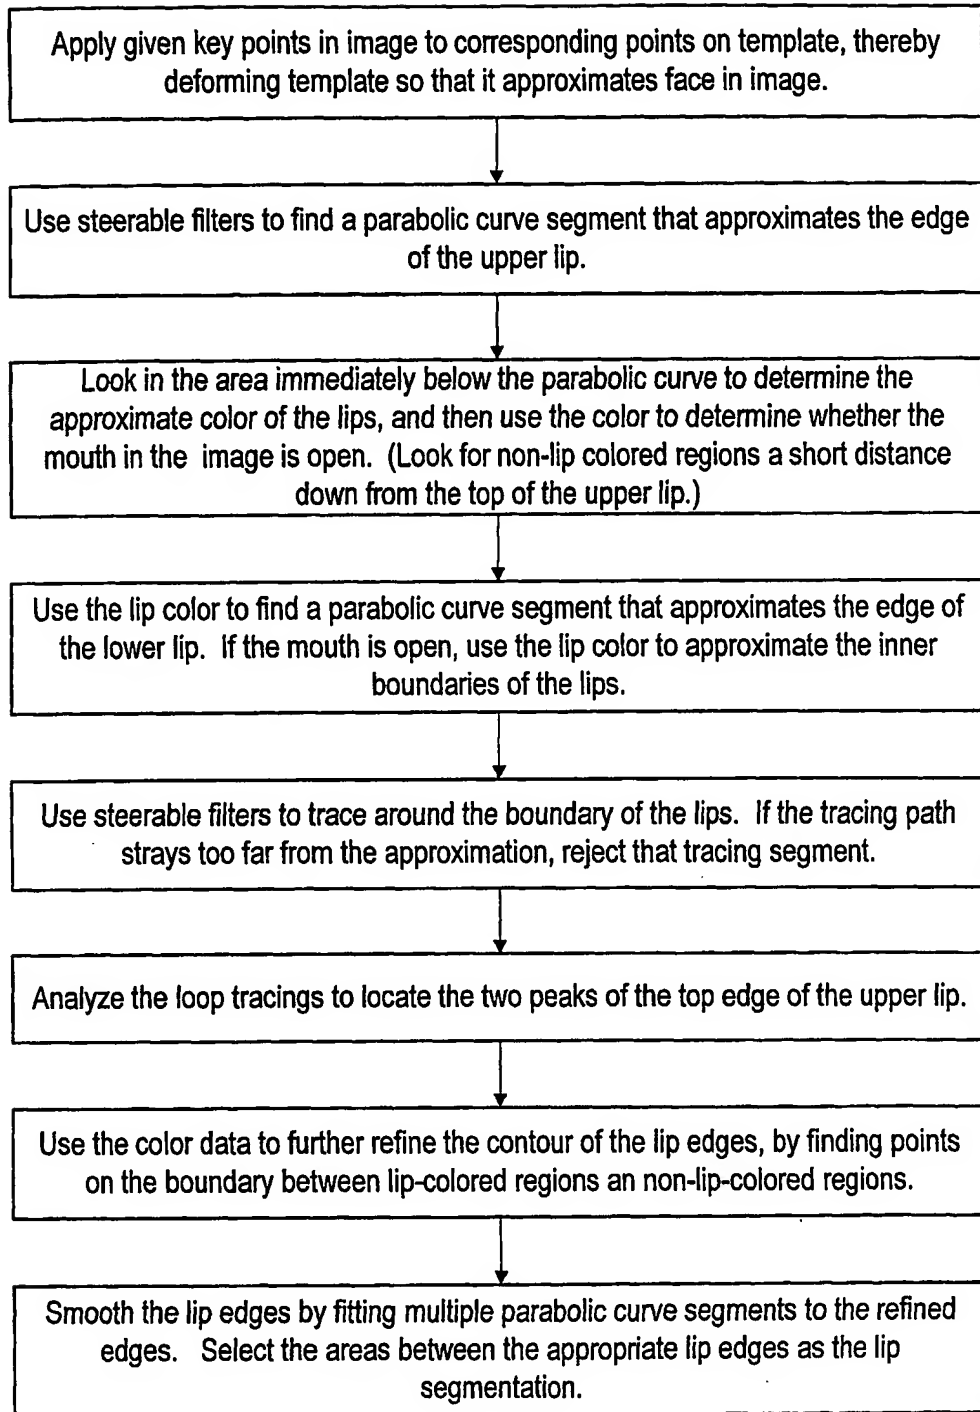 Apply given key points in image to corresponding points on template, thereby
deforming template so that it approximates face in image.
Use steerable filters to find a parabolic curve segment that approximates the edge
of the upper lip.
Look in the area immediately below the parabolic curve to determine the
approximate color of the lips, and then use the color to determine whether the
mouth in the image is open. (Look for non-lip colored regions a short distance
down from the top of the upper lip.)
Use the lip color to find a parabolic curve segment that approximates the edge of
the lower lip. If the mouth is open, use the lip color to approximate the inner
boundaries of the lips.
Use steerable filters to trace around the boundary of the lips. If the tracing path
strays too far from the approximation, reject that tracing segment.
Analyze the loop tracings to locate the two peaks of the top edge of the upper lip.
Use the color data to further refine the contour of the lip edges, by finding points
on the boundary between lip-colored regions an non-lip-colored regions.
Smooth the lip edges by fitting multiple parabolic curve segments to the refined
edges. Select the areas between the appropriate lip edges as the lip
segmentation.